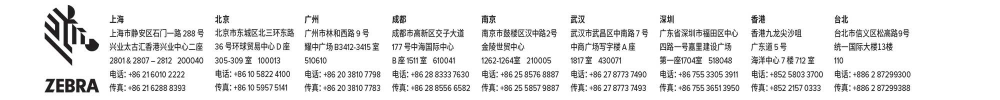 ZEBRA
上海
上海市静安区石门一路 288 号
兴业太古汇香港兴业中心二座
2801 & 2807 – 2812 200040
电话: +86 21 6010 2222
传真: +86 21 6288 8393
北京
北京市东城区北三环东路
36 号环球贸易中心 D 座
305-309 室 100013
电话: +86 10 5822 4100
传真: +86 10 5957 5141
广州
广州市林和西路 9 号
耀中广场 B3412-3415 室
510610
电话: +86 20 3810 7798
传真: +86 20 3810 7783
成都
成都市高新区交子大道
177 号中海国际中心
B 座 1511 室 610041
电话: +86 28 8333 7630
传真: +86 28 8556 6582
南京
南京市鼓楼区汉中路2号
金陵世贸中心
1262-1264室 210005
电话: +86 25 8576 8887
传真: +86 25 5857 9887
武汉
武汉市武昌区中南路 7 号
中商广场写字楼 A 座
1817 室 430071
电话: +86 27 8773 7490
传真: +86 27 8773 7493
深圳
广东省深圳市福田区中心
四路一号嘉里建设广场
第一座1704室 518048
电话: +86 755 3305 3911
传真: +86 755 3651 3950
香港
香港九龙尖沙咀
广东道 5 号
海洋中心 7 楼 712 室
电话: +852 5803 3700
传真: +852 2157 0333
台北
台北市信义区松高路9号
统一国际大楼13楼
110
电话: +886 2 87299300
传真: +886 2 87299388